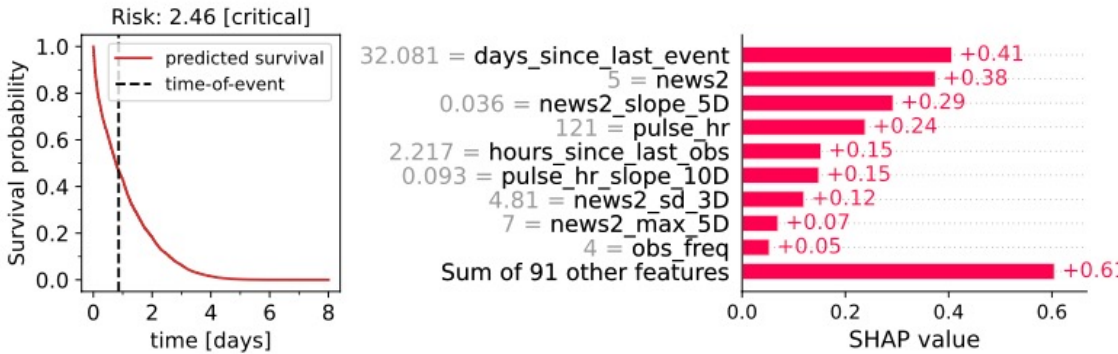 Risk: 2.46 [critical]
Survival probability
1.0
0.8
0.6
0.4
0.2
0.0
predicted survival
time-of-event
0 2 4 6 8
time [days]
32.081 = days_since_last_event +0.41
5 = news2 +0.38
0.036 = news2_slope_5D +0.29
121 = pulse_hr +0.24
2.217 = hours_since_last_obs +0.15
0.093 = pulse_hr_slope_10D +0.15
4.81 = news2_sd_3D +0.12
7 = news2_max_5D +0.07
4 = obs_freq +0.05
Sum of 91 other features +0.61
0.0 0.2 0.4 0.6
SHAP value